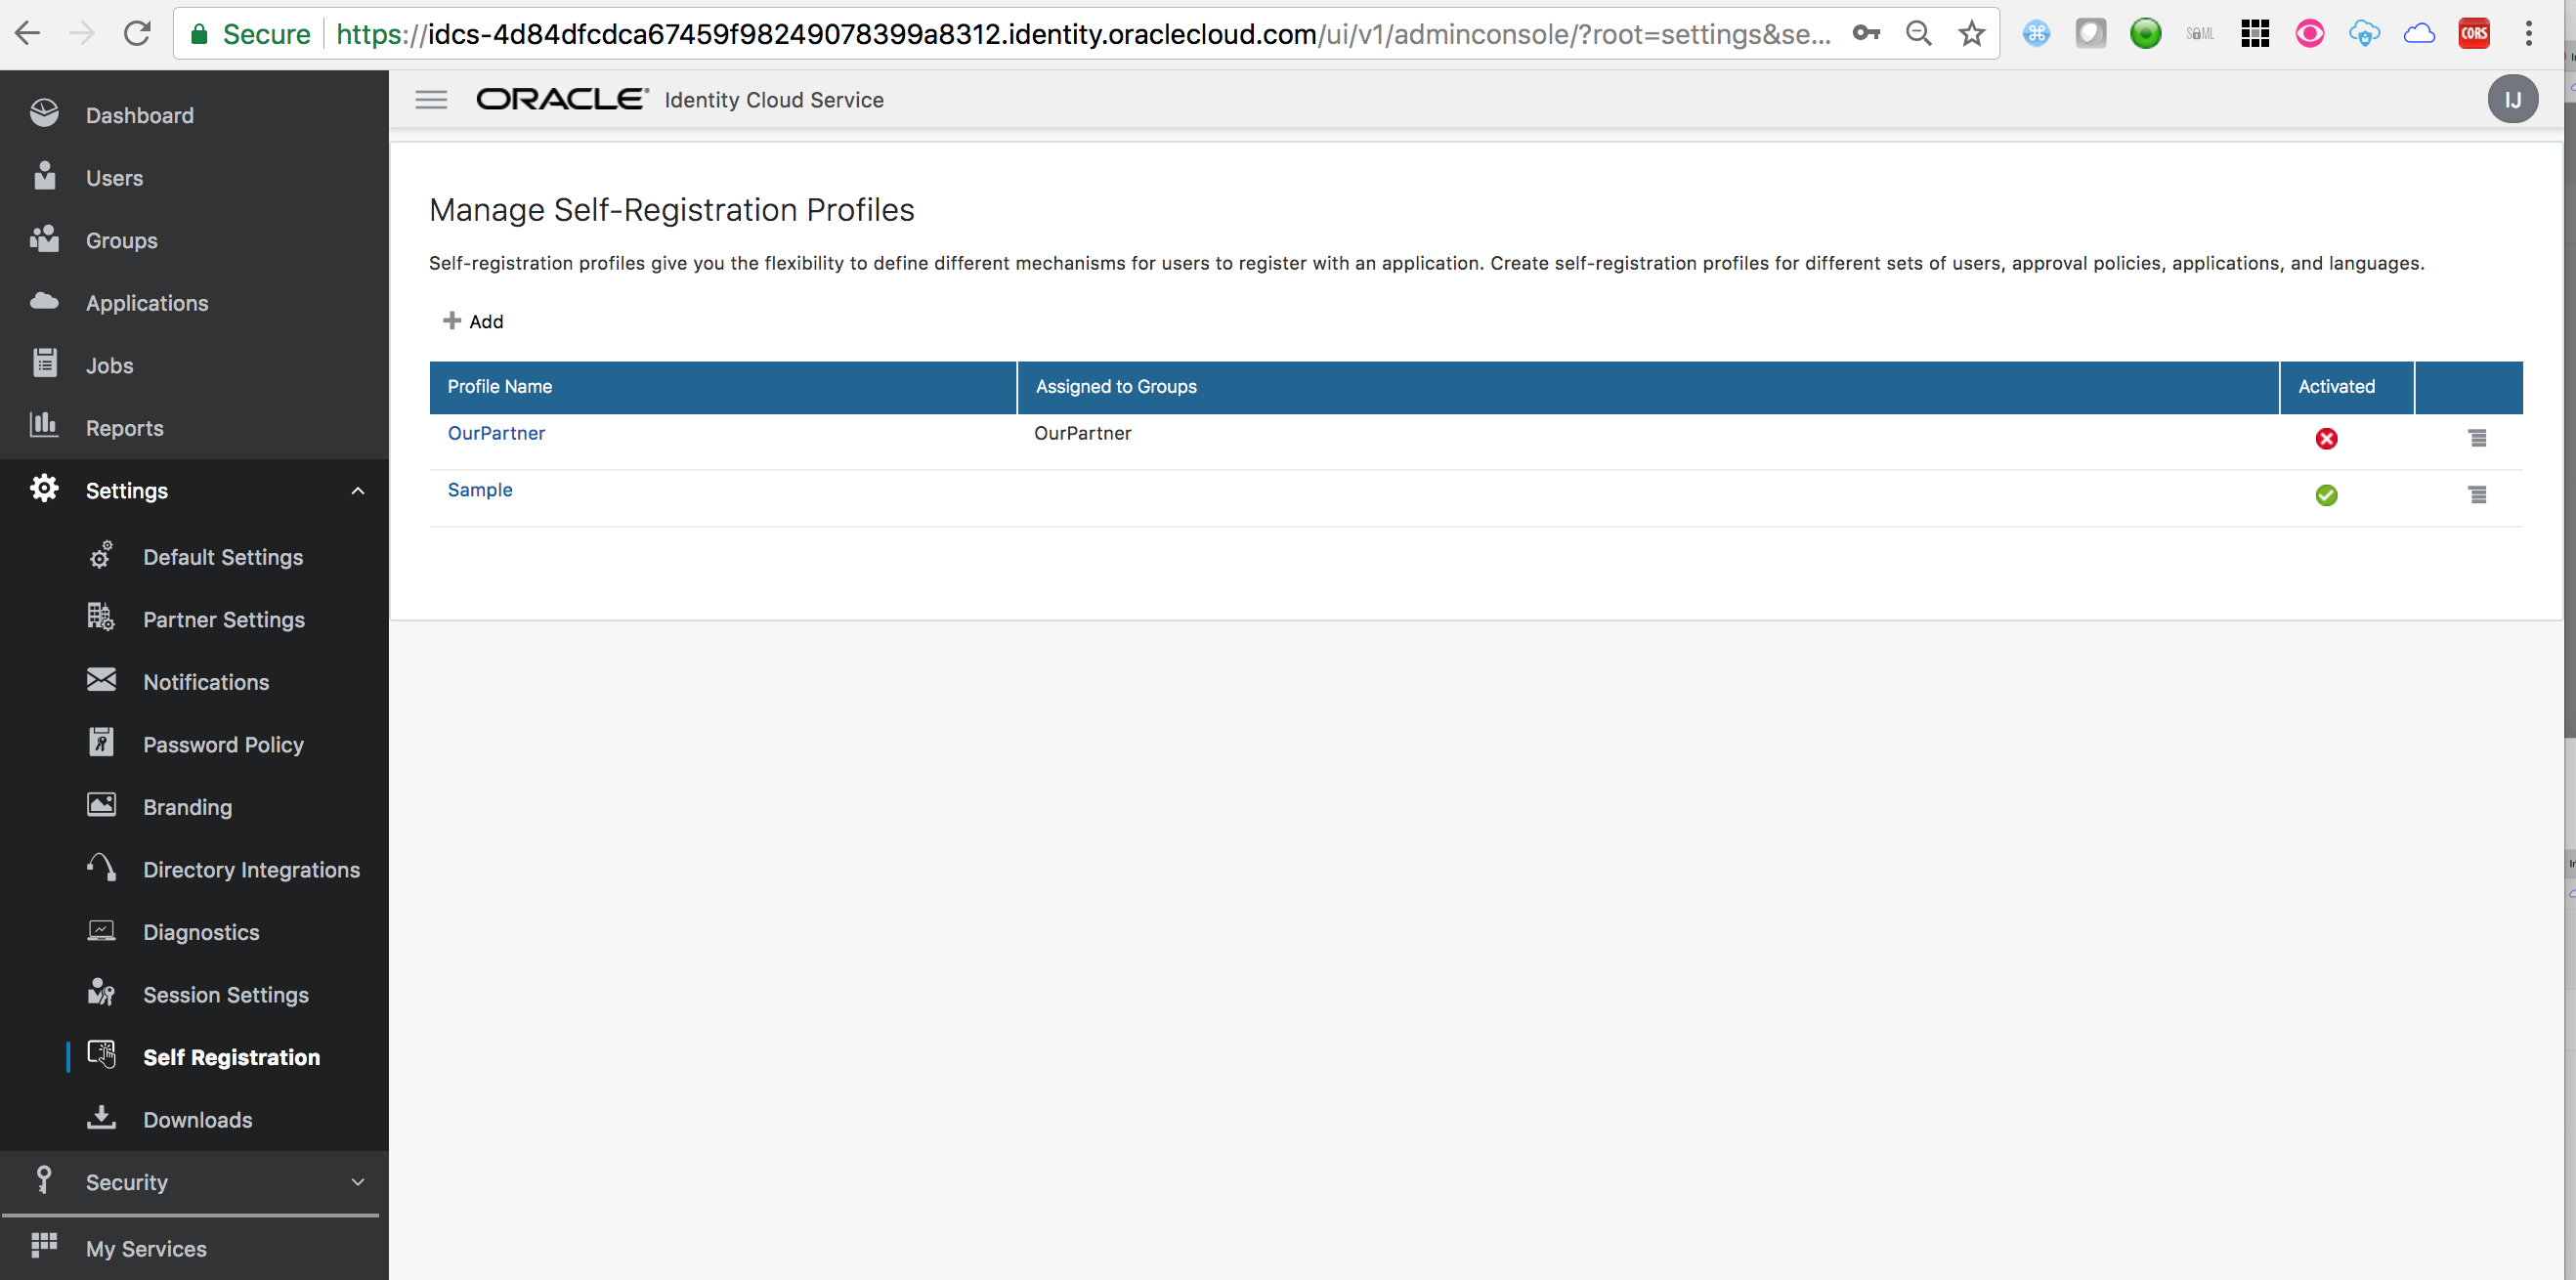 Secure https://idcs-4d84dfcdca67459f98249078399a8312.identity.oraclecloud.com/ui/v1/adminconsole/?root=settings&se...
SAML
CORS
ORACLE Identity Cloud Service
IJ
Dashboard
Users
Groups
Applications
Jobs
Reports
Settings
Default Settings
Partner Settings
Notifications
Password Policy
Branding
Directory Integrations
Diagnostics
Session Settings
Self Registration
Downloads
Security
My Services
Manage Self-Registration Profiles
Self-registration profiles give you the flexibility to define different mechanisms for users to register with an application. Create self-registration profiles for different sets of users, approval policies, applications, and languages.
Add
Profile Name Assigned to Groups Activated
OurPartner OurPartner
Sample